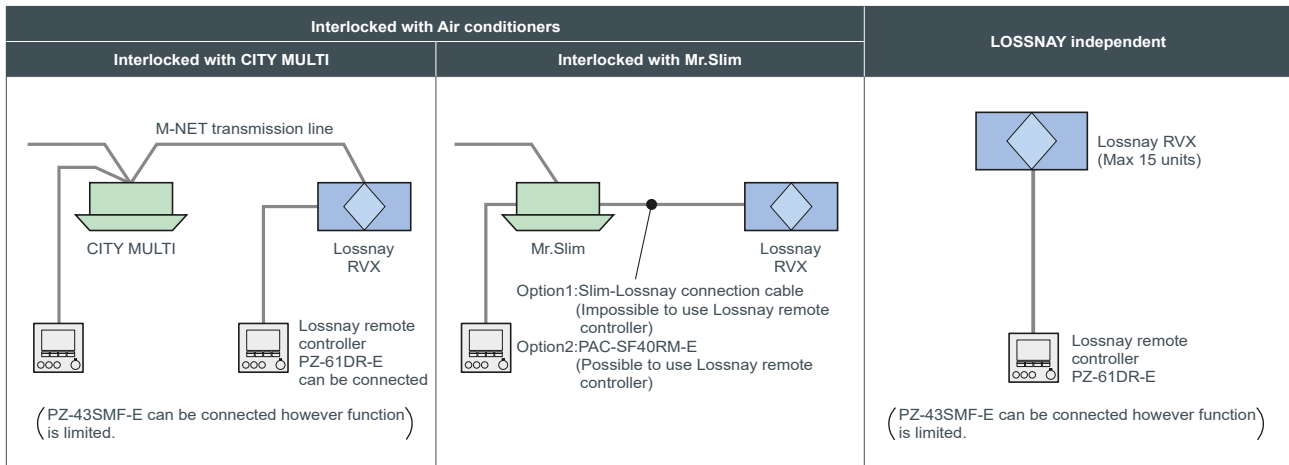 Interlocked with Air conditioners
LOSSNAY independent
Interlocked with CITY MULTI
Interlocked with Mr.Slim
M-NET transmission line
CITY MULTI
Lossnay
RVX
Lossnay remote
controller
PZ-61DR-E
can be connected
(PZ-43SMF-E can be connected however function
is limited.)
Mr.Slim
Lossnay
RVX
Option1:Slim-Lossnay connection cable
(Impossible to use Lossnay remote
controller)
Option2:PAC-SF40RM-E
(Possible to use Lossnay remote
controller)
Lossnay RVX
(Max 15 units)
Lossnay remote
controller
PZ-61DR-E
(PZ-43SMF-E can be connected however function
is limited.)